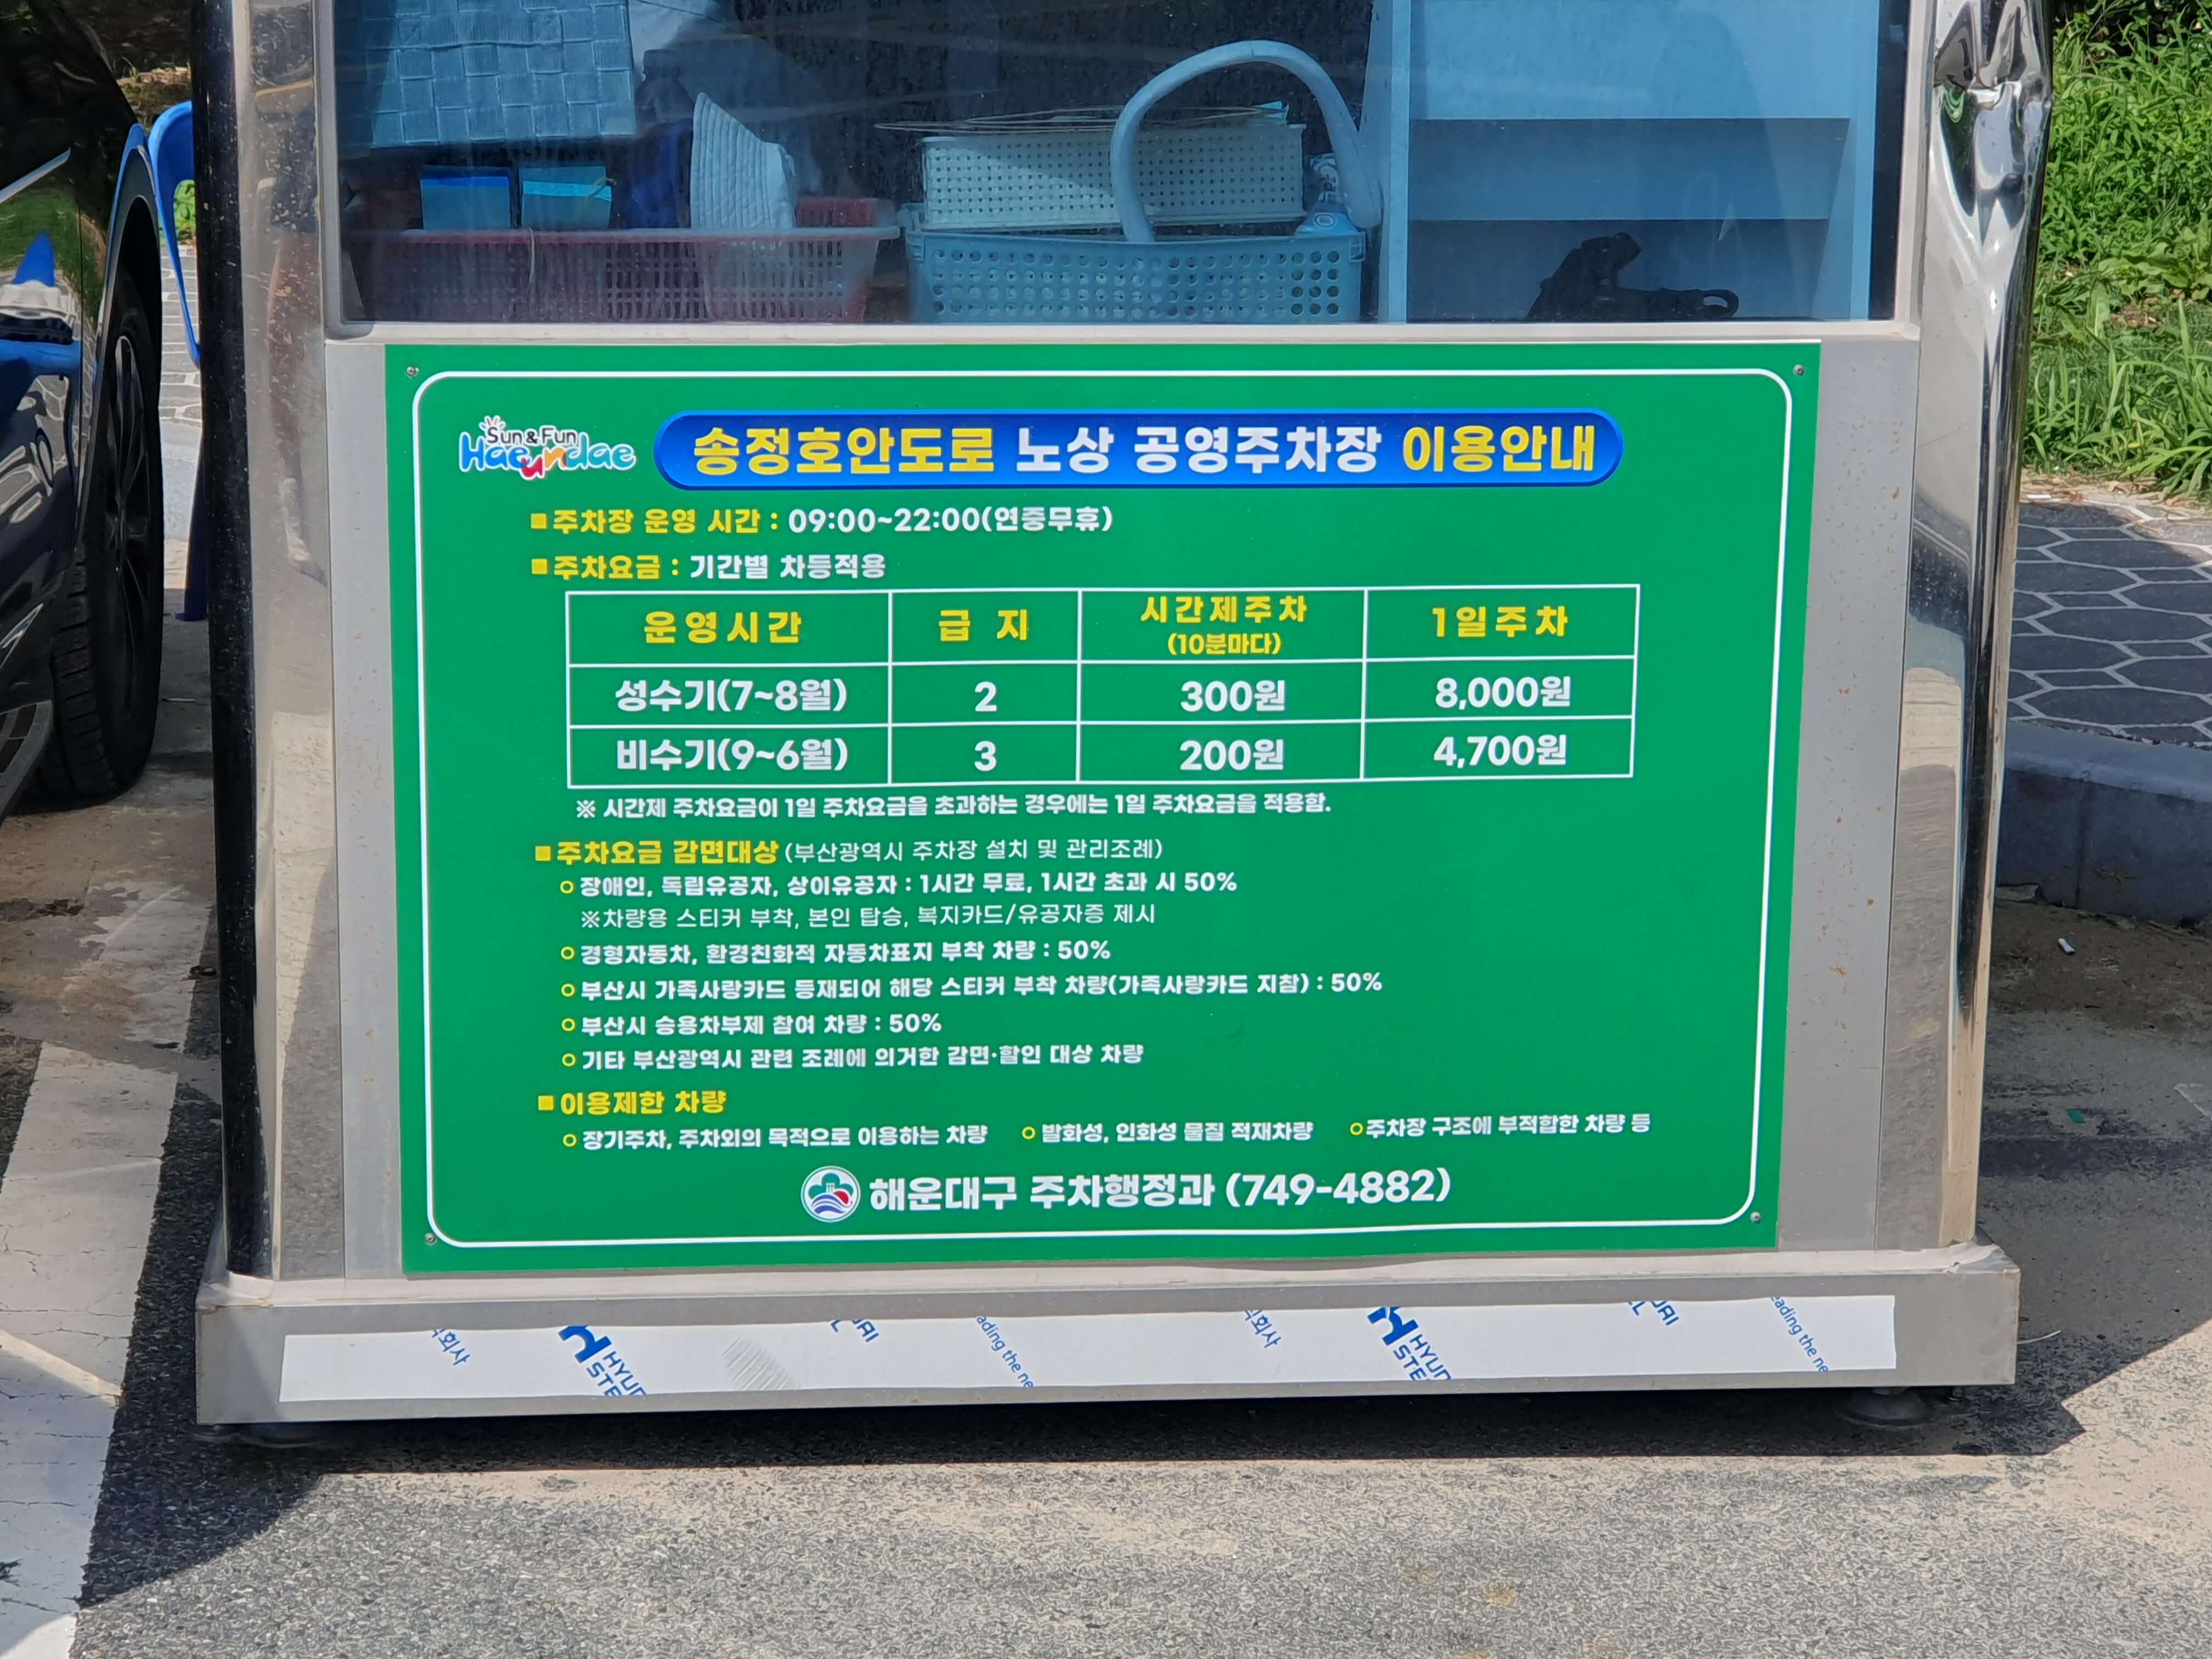 Sun & Fun
Haeundae
송정호안도로 노상 공영주차장 이용안내
■ 주차장 운영 시간 : 09:00~22:00(연중무휴)
■ 주차요금 : 기간별 차등적용
운영시간 급 지 시간제주차 (10분마다) 1일주차
성수기(7~8월) 2 300원 8,000원
비수기(9~6월) 3 200원 4,700원
※ 시간제 주차요금이 1일 주차요금을 초과하는 경우에는 1일 주차요금을 적용함.
■ 주차요금 감면대상 (부산광역시 주차장 설치 및 관리조례)
○ 장애인, 독립유공자, 상이유공자 : 1시간 무료, 1시간 초과 시 50%
※차량용 스티커 부착, 본인 탑승, 복지카드/유공자증 제시
○ 경형자동차, 환경친화적 자동차표지 부착 차량 : 50%
○ 부산시 가족사랑카드 등재되어 해당 스티커 부착 차량(가족사랑카드 지참) : 50%
○ 부산시 승용차부제 참여 차량 : 50%
○ 기타 부산광역시 관련 조례에 의거한 감면·할인 대상 차량
■ 이용제한 차량
○ 장기주차, 주차외의 목적으로 이용하는 차량 ○ 발화성, 인화성 물질 적재차량 ○ 주차장 구조에 부적합한 차량 등
해운대구 주차행정과 (749-4882)